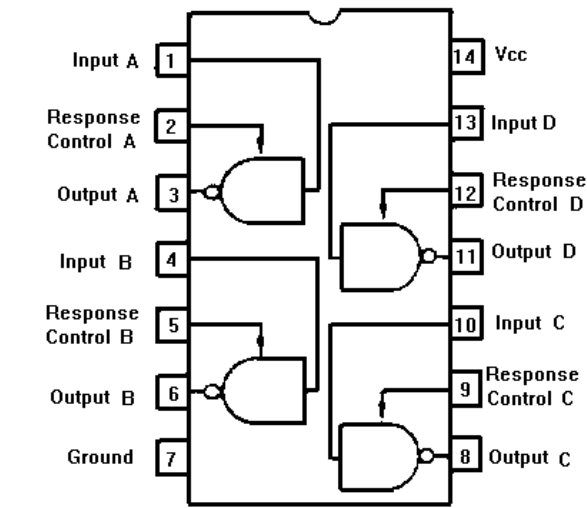 Input A
1
Response
Control A
2
Output A
3
Input B
4
Response
Control B
5
Output B
6
Ground
7
14
Vcc
13
Input D
12
Response
Control D
11
Output D
10
Input C
9
Response
Control C
8
Output C